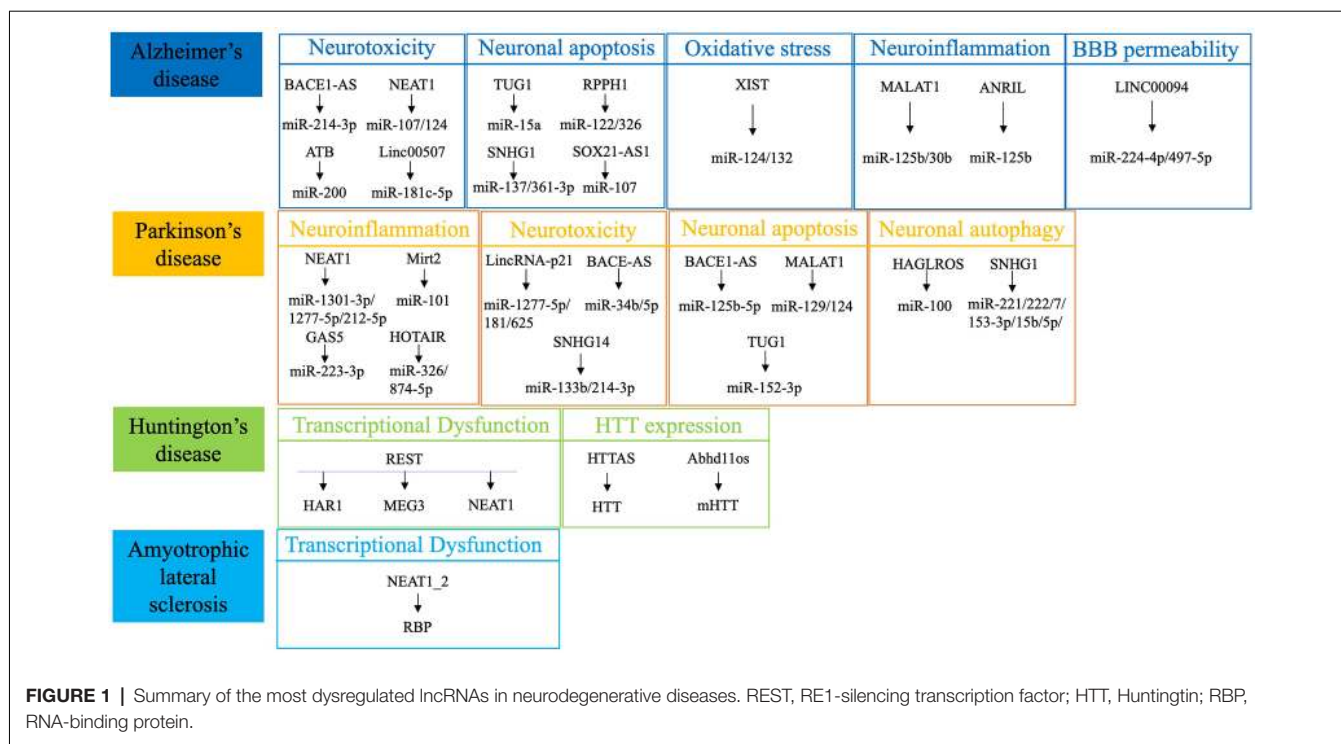 Alzheimer's
disease
Neurotoxicity
BACE1-AS NEAT1
miR-214-3p miR-107/124
ATB Linc00507
miR-200 miR-181c-5p
Neuronal apoptosis
TUG1 RPPH1
miR-15a miR-122/326
SNHG1 SOX21-AS1
miR-137/361-3p miR-107
Oxidative stress
XIST
miR-124/132
Neuroinflammation
MALAT1 ANRIL
miR-125b/30b miR-125b
BBB permeability
LINC00094
miR-224-4p/497-5p
Parkinson's
disease
Neuroinflammation
NEAT1 Mirt2
miR-1301-3p/ miR-101
1277-5p/212-5p
GAS5 HOTAIR
miR-223-3p miR-326/
874-5p
Neurotoxicity
LincRNA-p21 BACE-AS
miR-1277-5p/ miR-34b/5p
181/625
SNHG14
miR-133b/214-3p
Neuronal apoptosis
BACE1-AS MALAT1
miR-125b-5p miR-129/124
TUG1
miR-152-3p
Neuronal autophagy
HAGLROS SNHG1
miR-100 miR-221/222/7/
153-3p/15b/5p/
Huntington's
disease
Transcriptional Dysfunction
REST
HAR1 MEG3 NEAT1
HTT expression
HTTAS Abhd11os
HTT mHTT
Amyotrophic
lateral
sclerosis
Transcriptional Dysfunction
NEAT1_2
RBP
FIGURE 1 | Summary of the most dysregulated lncRNAs in neurodegenerative diseases. REST, RE1-silencing transcription factor; HTT, Huntingtin; RBP,
RNA-binding protein.